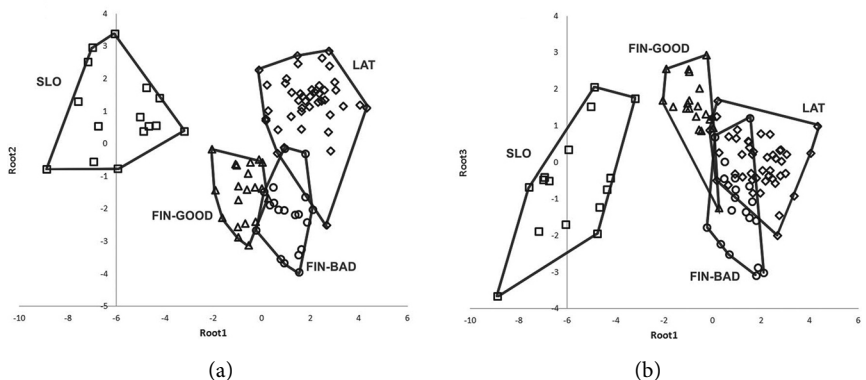 4
3
2
1
0
-1
-2
-3
-4
-5
Root2
SLO
LAT
FIN-GOOD
FIN-BAD
-10 -8 -6 -4 -2 0 2 4 6
Root1
(a)
4
3
2
1
0
-1
-2
-3
-4
Root3
FIN-GOOD
SLO
LAT
FIN-BAD
-10 -8 -6 -4 -2 0 2 4 6
Root1
(b)